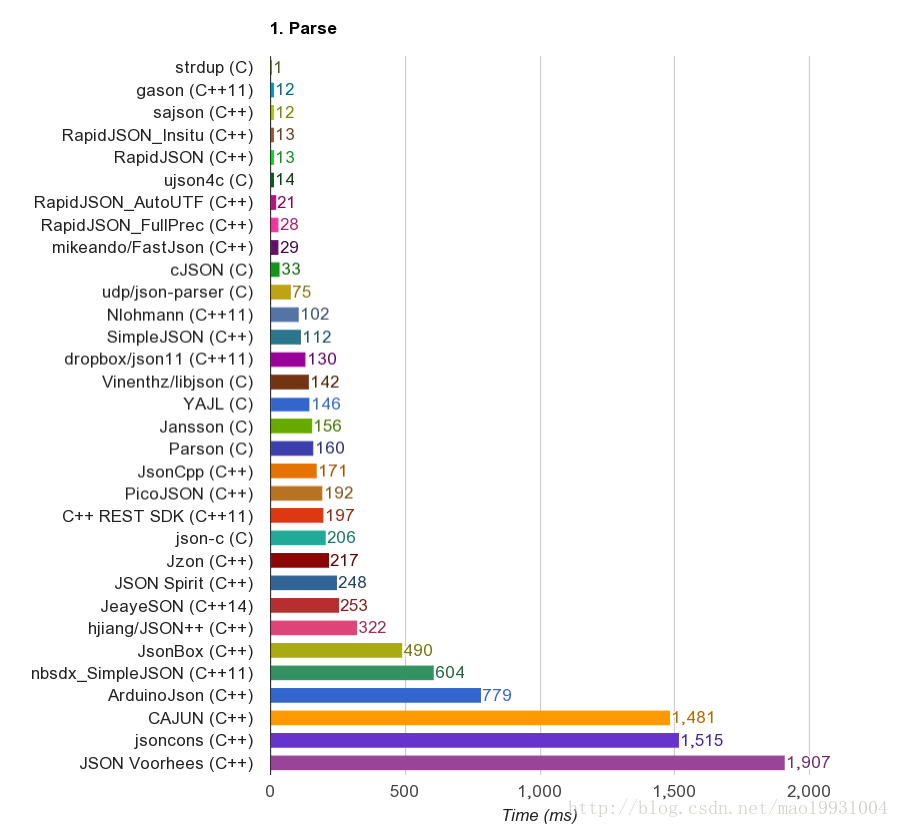 1. Parse
strdup (C) 1
gason (C++11) 12
sajson (C++) 12
RapidJSON_Insitu (C++) 13
RapidJSON (C++) 13
ujson4c (C) 14
RapidJSON_AutoUTF (C++) 21
RapidJSON_FullPrec (C++) 28
mikeando/FastJson (C++) 29
cJSON (C) 33
udp/json-parser (C) 75
Nlohmann (C++11) 102
SimpleJSON (C++) 112
dropbox/json11 (C++11) 130
Vinenthz/libjson (C) 142
YAJL (C) 146
Jansson (C) 156
Parson (C) 160
JsonCpp (C++) 171
PicoJSON (C++) 192
C++ REST SDK (C++11) 197
json-c (C) 206
Jzon (C++) 217
JSON Spirit (C++) 248
JeayeSON (C++14) 253
hjiang/JSON++ (C++) 322
JsonBox (C++) 490
nbsdx_SimpleJSON (C++11) 604
ArduinoJson (C++) 779
CAJUN (C++) 1,481
jsoncons (C++) 1,515
JSON Voorhees (C++) 1,907
0 500 1,000 1,500 2,000
Time (ms)
http://blog.csdn.net/mao19931004